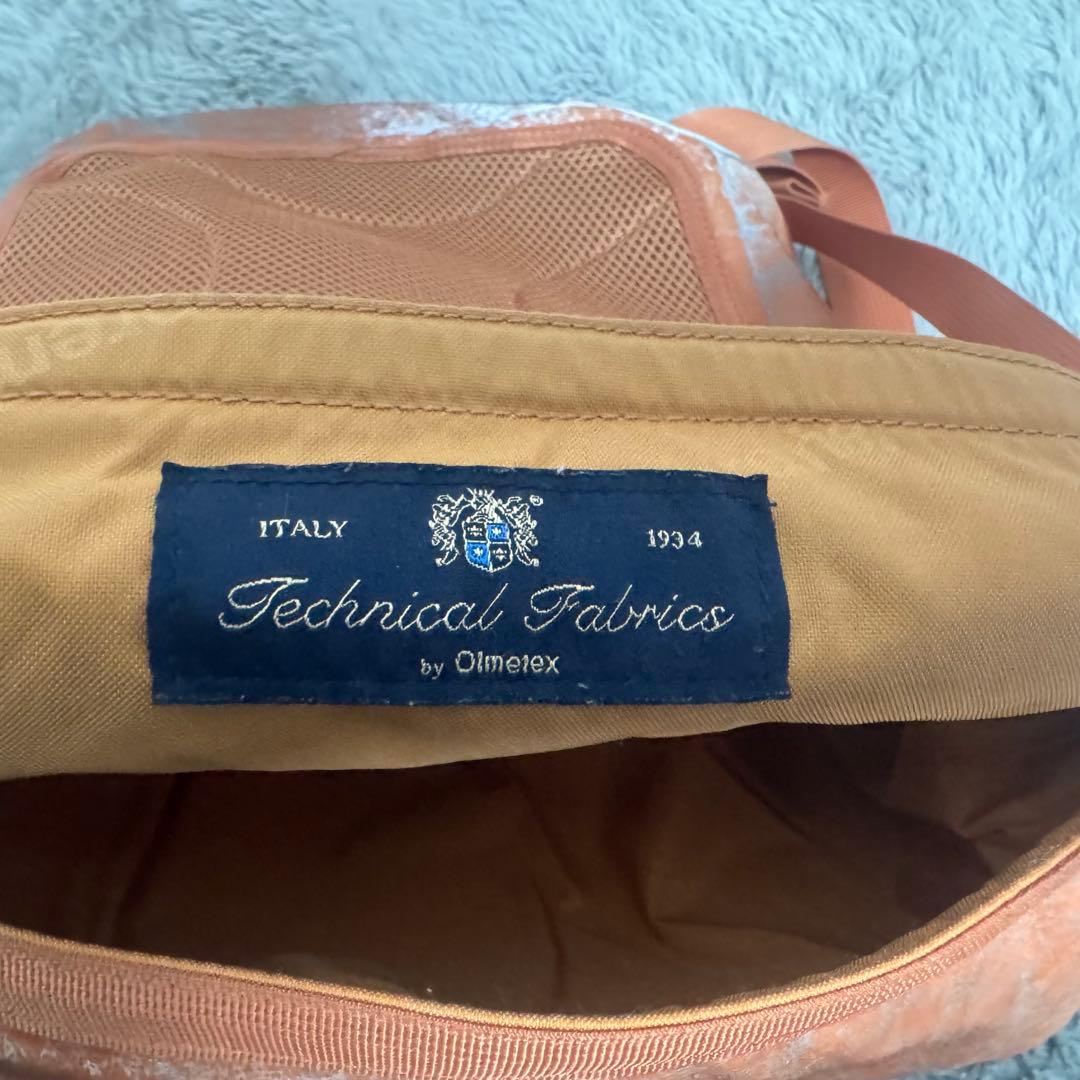 ITALY 1934
Technical Fabrics
by Olmetex